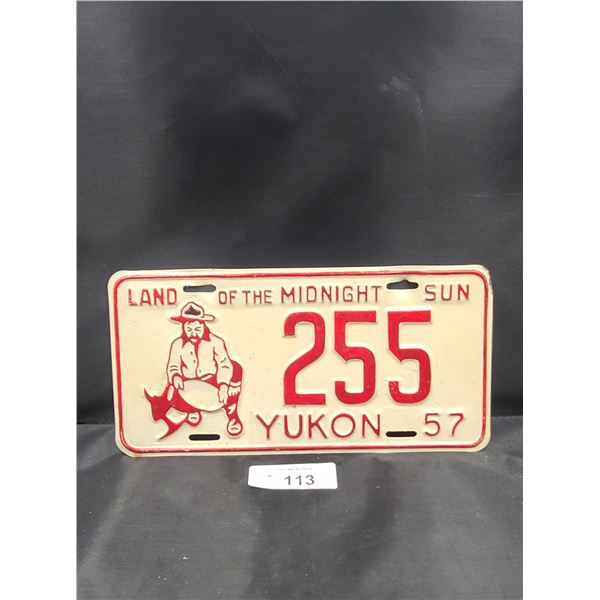 LAND OF THE MIDNIGHT SUN
255
YUKON 57
113